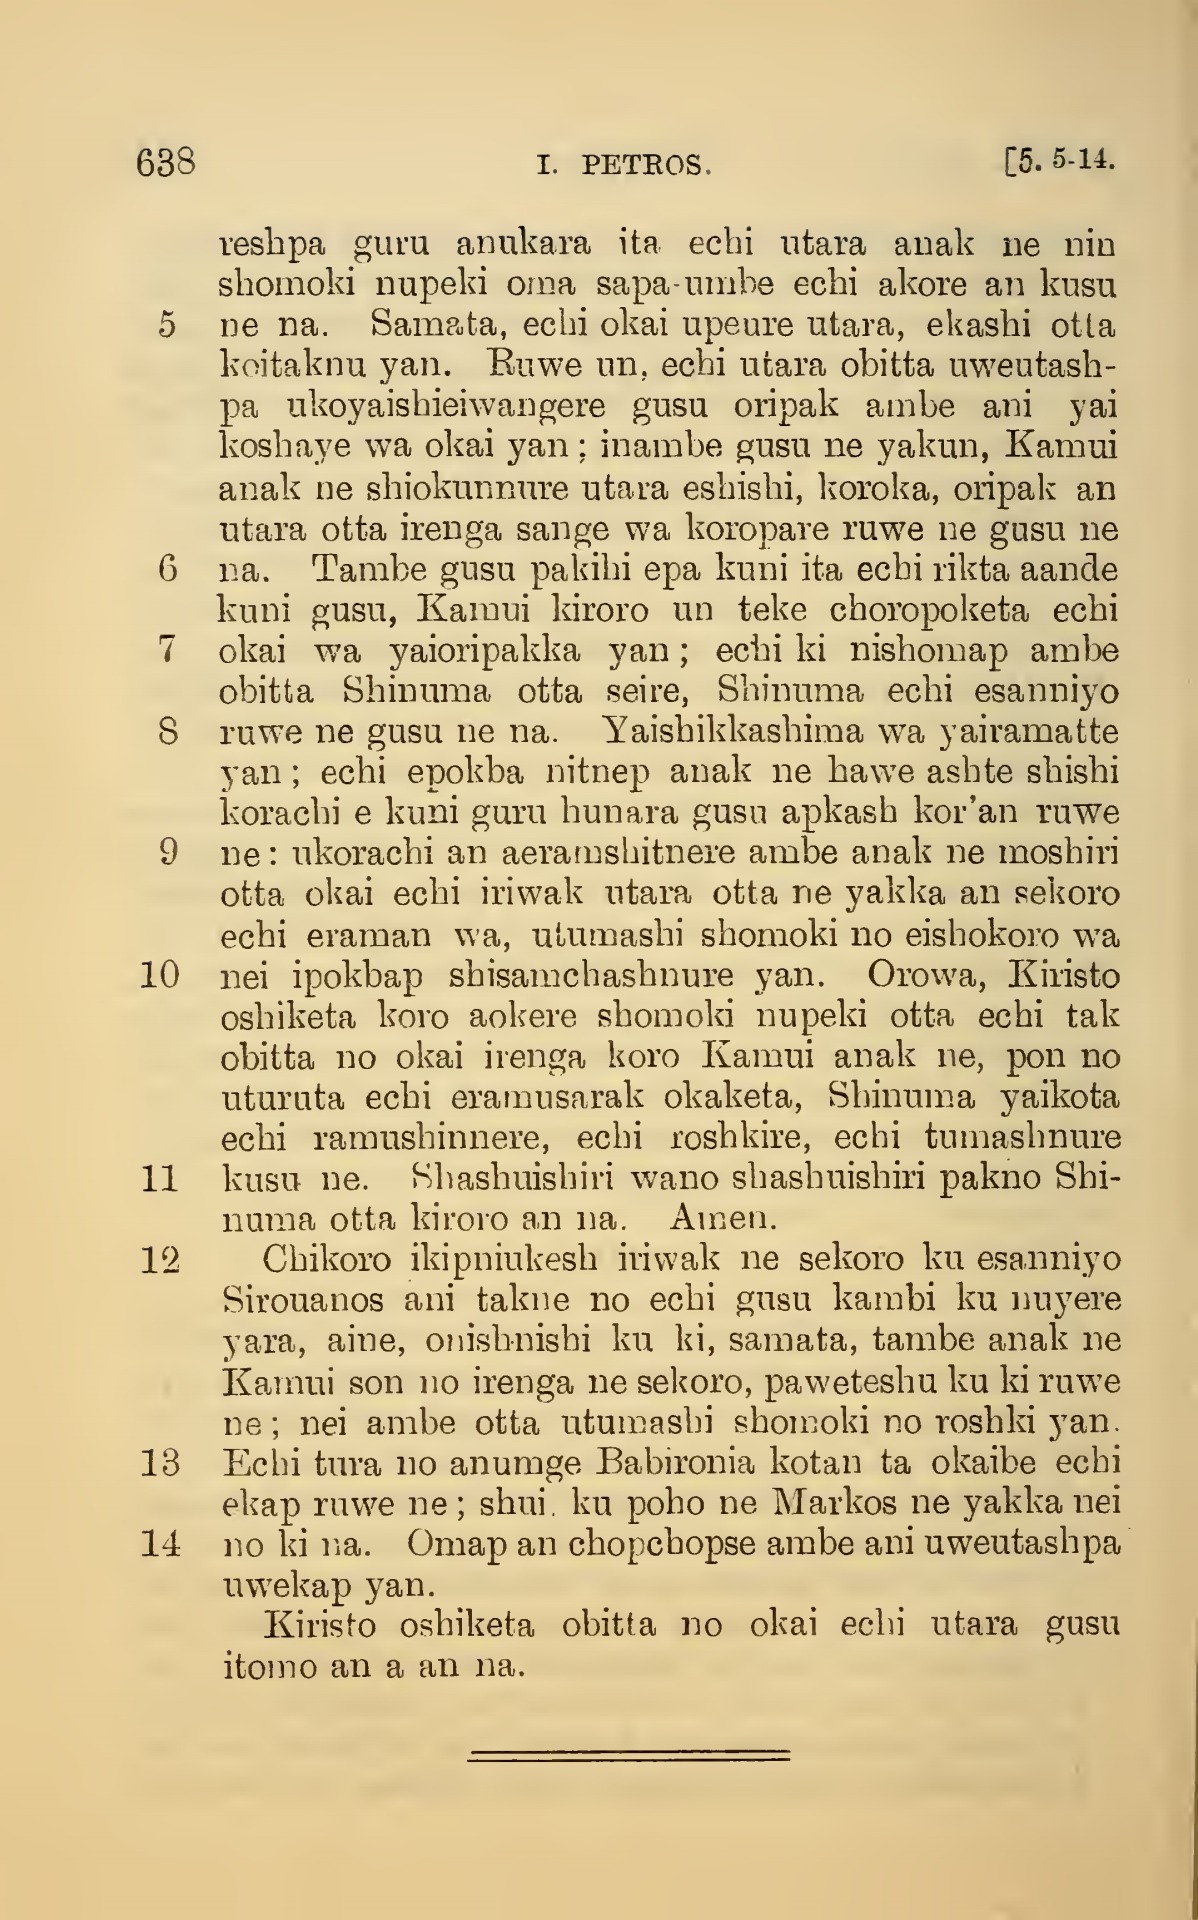 638 I. PETROS. [5. 5-14.
reshpa guru anukara ita echi utara anak ne nin
shomoki nupeki oma sapa-umbe echi akore an kusu
5 ne na. Samata, echi okai upeure utara, ekashi otta
koitaknu yan. Ruwe un, echi utara obitta uweutash-
pa ukoyaishieiwangere gusu oripak ambe ani yai
koshaye wa okai yan; inambe gusu ne yakun, Kamui
anak ne shiokunnure utara eshishi, koroka, oripak an
utara otta irenga sange wa koropare ruwe ne gusu ne
6 na. Tambe gusu pakihi epa kuni ita echi rikta aande
kuni gusu, Kamui kiroro un teke choropoketa echi
7 okai wa yaioripakka yan; echi ki nishomap ambe
obitta Shinuma otta seire, Shinuma echi esanniyo
8 ruwe ne gusu ne na. Yaishikkashima wa yairamatte
yan; echi epokba nitnep anak ne hawe ashte shishi
korachi e kuni guru hunara gusu apkash kor'an ruwe
9 ne: ukorachi an aeramshitnere ambe anak ne moshiri
otta okai echi iriwak utara otta ne yakka an sekoro
echi eraman wa, utumashi shomoki no eishokoro wa
10 nei ipokbap shisamchashnure yan. Orowa, Kiristo
oshiketa koro aokere shomoki nupeki otta echi tak
obitta no okai irenga koro Kamui anak ne, pon no
uturuta echi eramusarak okaketa, Shinuma yaikota
echi ramushinnere, echi roshkire, echi tumashnure
11 kusu ne. Shashuishiri wano shashuishiri pakno Shi-
numa otta kiroro an na. Amen.
12 Chikoro ikipniukesh iriwak ne sekoro ku esanniyo
Sirouanos ani takne no echi gusu kambi ku nuyere
yara, aine, onishnishi ku ki, samata, tambe anak ne
Kamui son no irenga ne sekoro, paweteshu ku ki ruwe
ne; nei ambe otta utumashi shomoki no roshki yan.
13 Echi tura no anumge Babironia kotan ta okaibe echi
ekap ruwe ne; shui, ku poho ne Markos ne yakka nei
14 no ki na. Omap an chopchopse ambe ani uweutashpa
uwekap yan.
Kiristo oshiketa obitta no okai echi utara gusu
itomo an a an na.